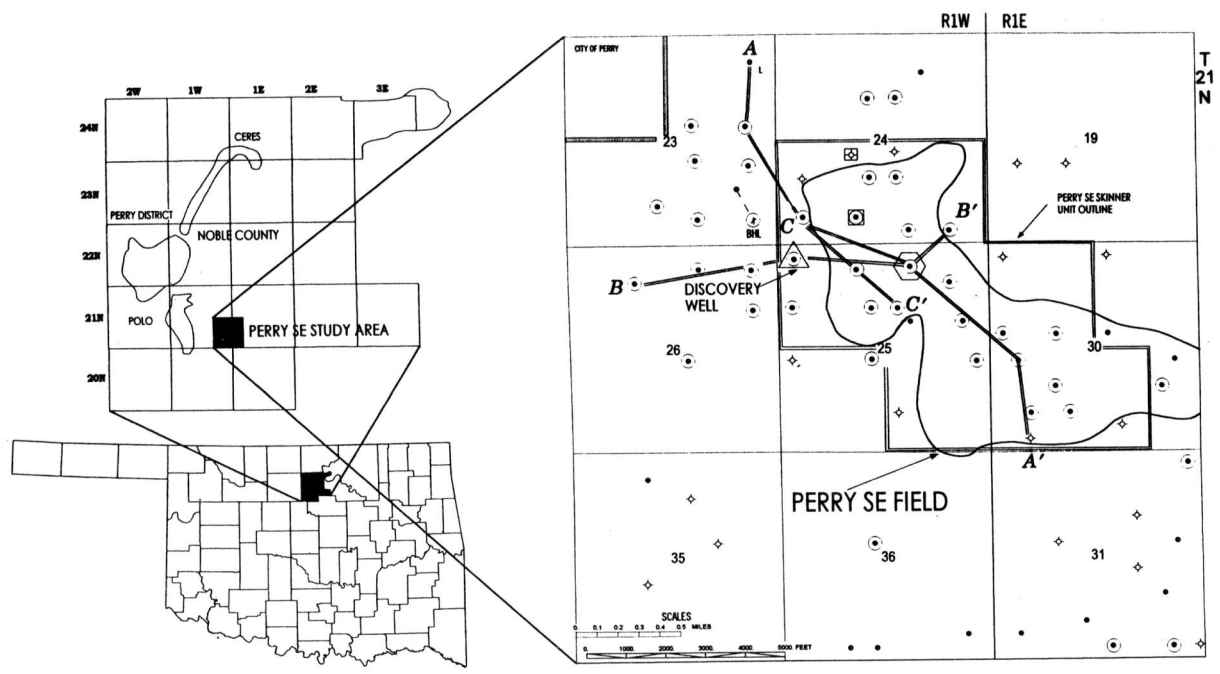 R1W R1E
CITY OF PERRY
A
L
T
21
N
2W 1W 1E 2E 3E
24N
CERES
23
24
19
23N
PERRY DISTRICT
NOBLE COUNTY
PERRY SE SKINNER
UNIT OUTLINE
B'
C
BHL
22N
B
DISCOVERY
WELL
C'
21N
POLO
PERRY SE STUDY AREA
26
25
30
20N
A'
PERRY SE FIELD
35
36
31
SCALES
0. 0.1 0.2 0.3 0.4 0.5 MILES
0. 1000. 2000. 3000. 4000. 5000. FEET